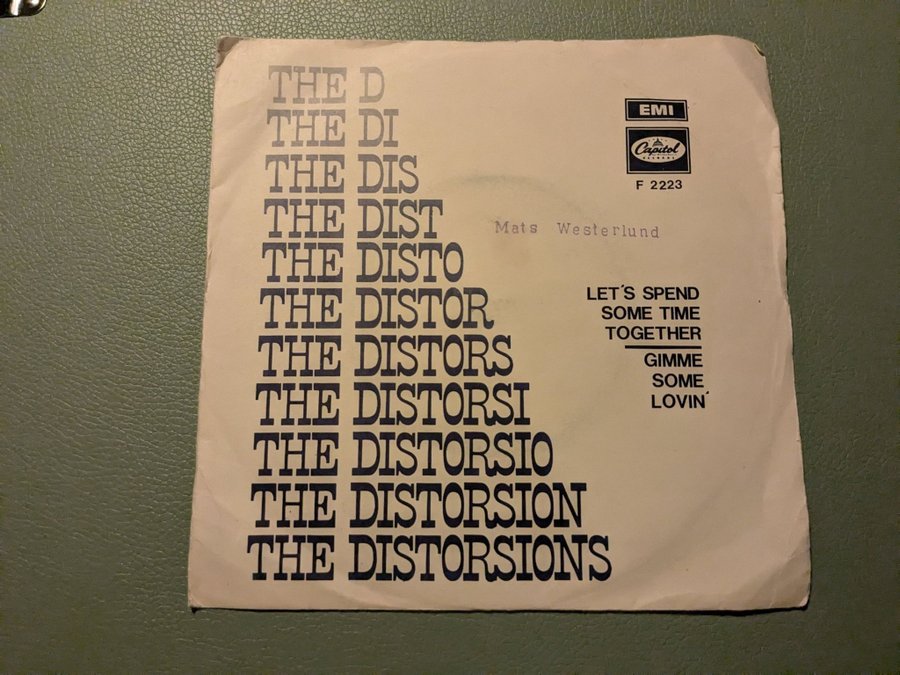 THE D
THE DI
THE DIS
THE DIST
THE DISTO
THE DISTOR
THE DISTORS
THE DISTORSI
THE DISTORSIO
THE DISTORSION
THE DISTORSIONS
EMI
Capitol
RECORDS
F 2223
Mats Westerlund
LET'S SPEND
SOME TIME
TOGETHER
GIMME
SOME
LOVIN'